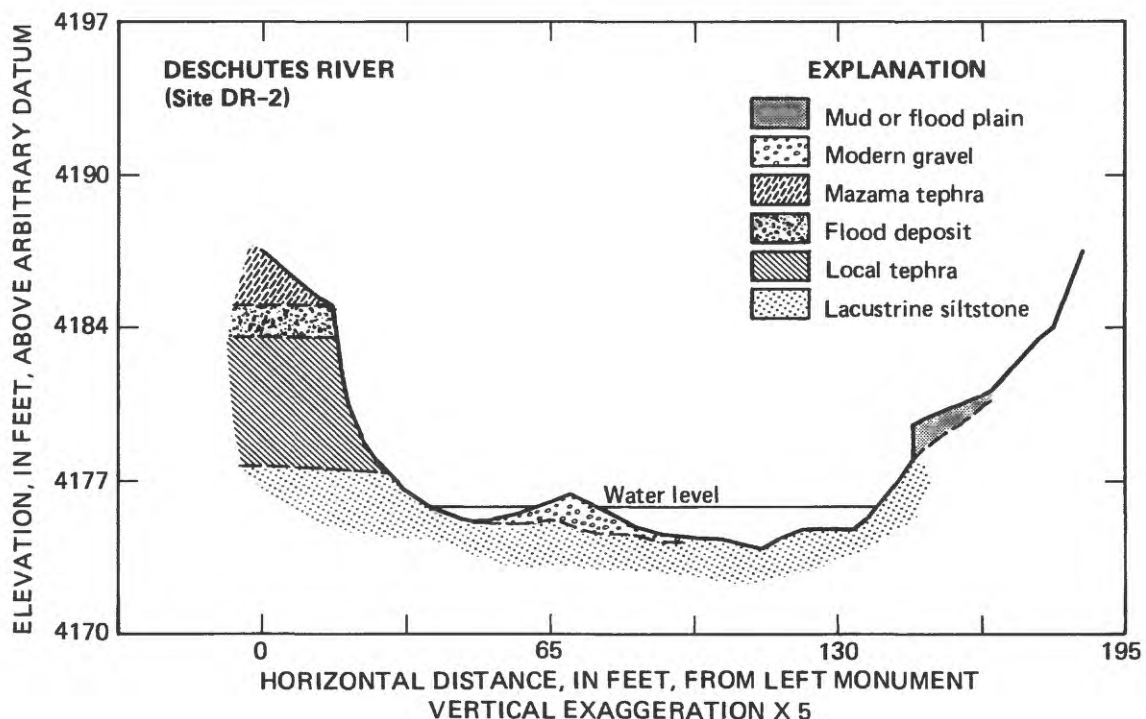 4197
4190
4184
4177
4170
ELEVATION, IN FEET, ABOVE ARBITRARY DATUM
DESCHUTES RIVER
(Site DR-2)
EXPLANATION
Mud or flood plain
Modern gravel
Mazama tephra
Flood deposit
Local tephra
Lacustrine siltstone
Water level
0
65
130
195
HORIZONTAL DISTANCE, IN FEET, FROM LEFT MONUMENT
VERTICAL EXAGGERATION X 5